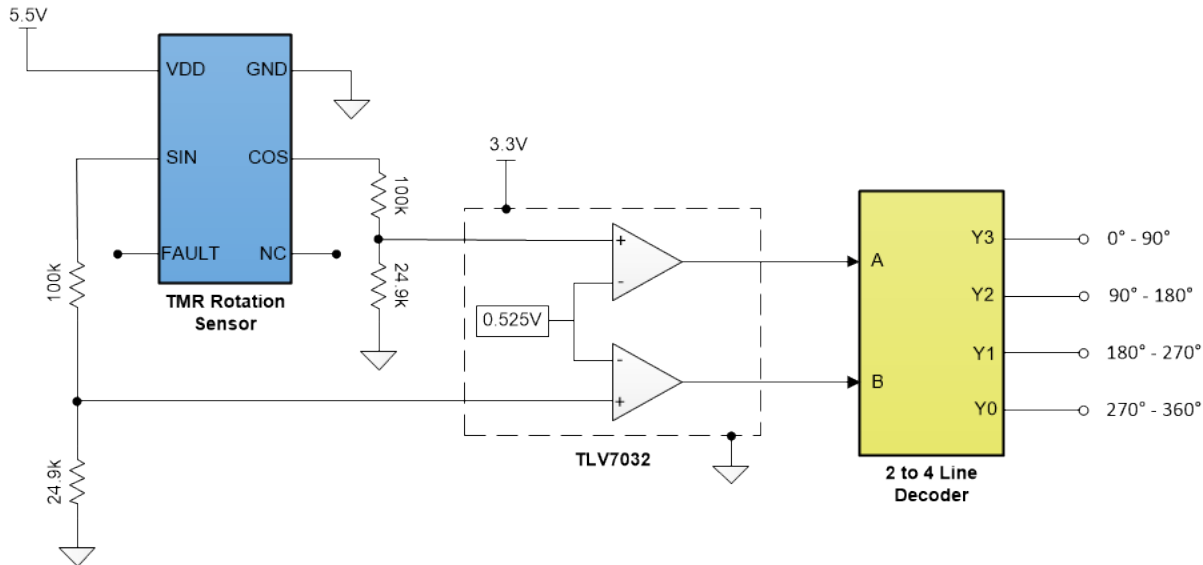 5.5V
VDD
GND
SIN
COS
FAULT
NC
TMR Rotation
Sensor
100k
24.9k
100k
24.9k
3.3V
+
-
0.525V
-
+
TLV7032
A
B
Y3
Y2
Y1
Y0
2 to 4 Line
Decoder
0° - 90°
90° - 180°
180° - 270°
270° - 360°